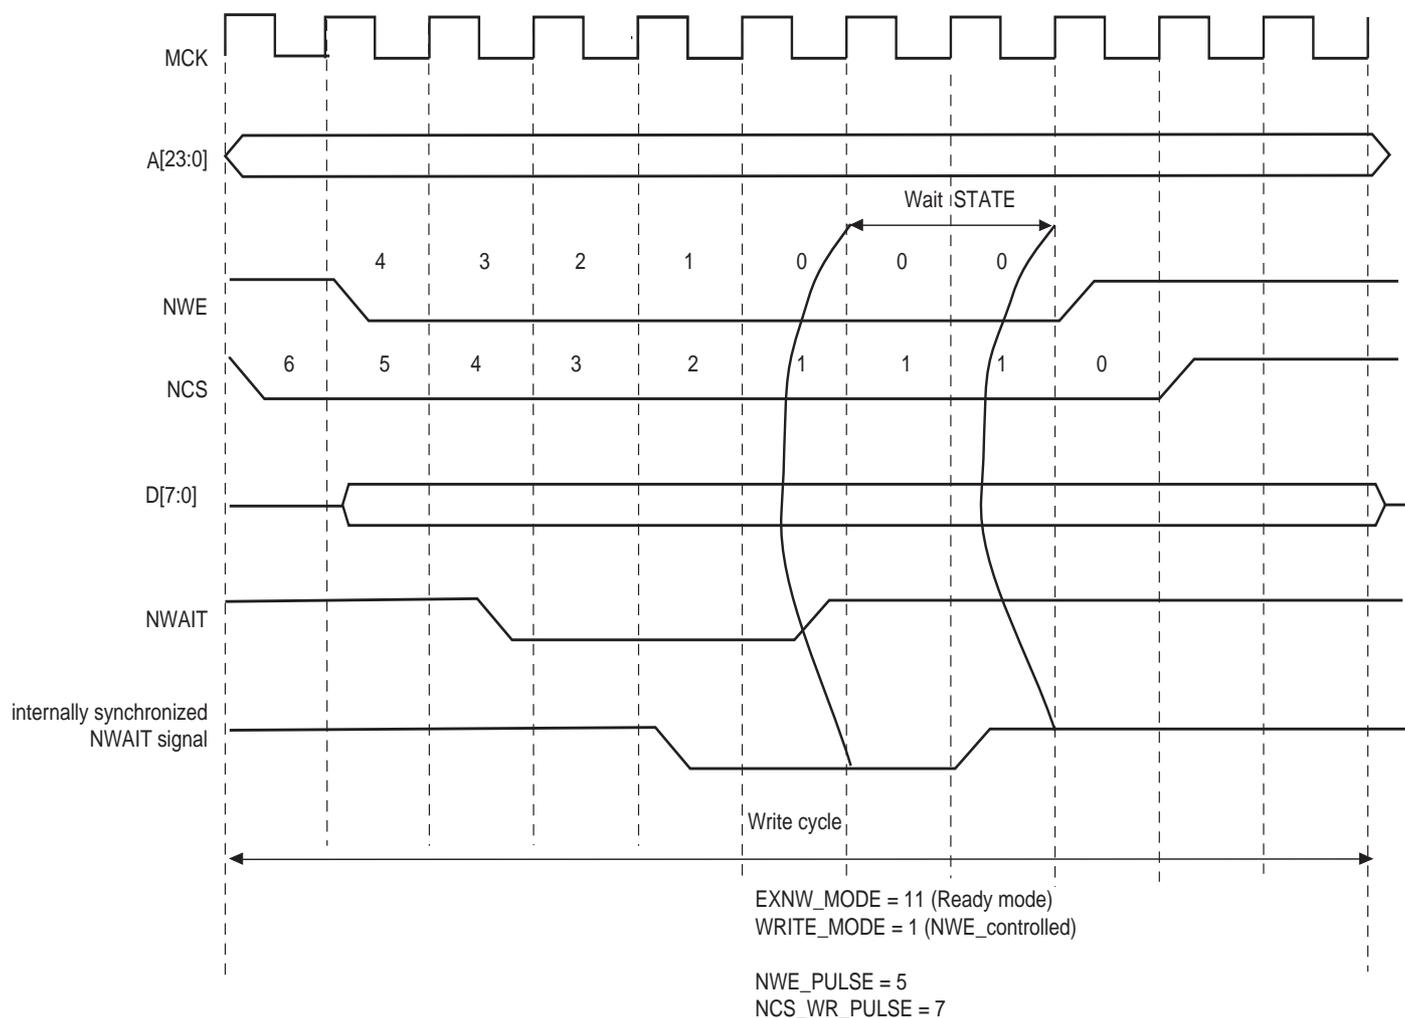 MCK
A[23:0]
Wait STATE
4 3 2 1 0 0 0
NWE
6 5 4 3 2 1 1 1 0
NCS
D[7:0]
NWAIT
internally synchronized
NWAIT signal
Write cycle
EXNW_MODE = 11 (Ready mode)
WRITE_MODE = 1 (NWE_controlled)
NWE_PULSE = 5
NCS_WR_PULSE = 7